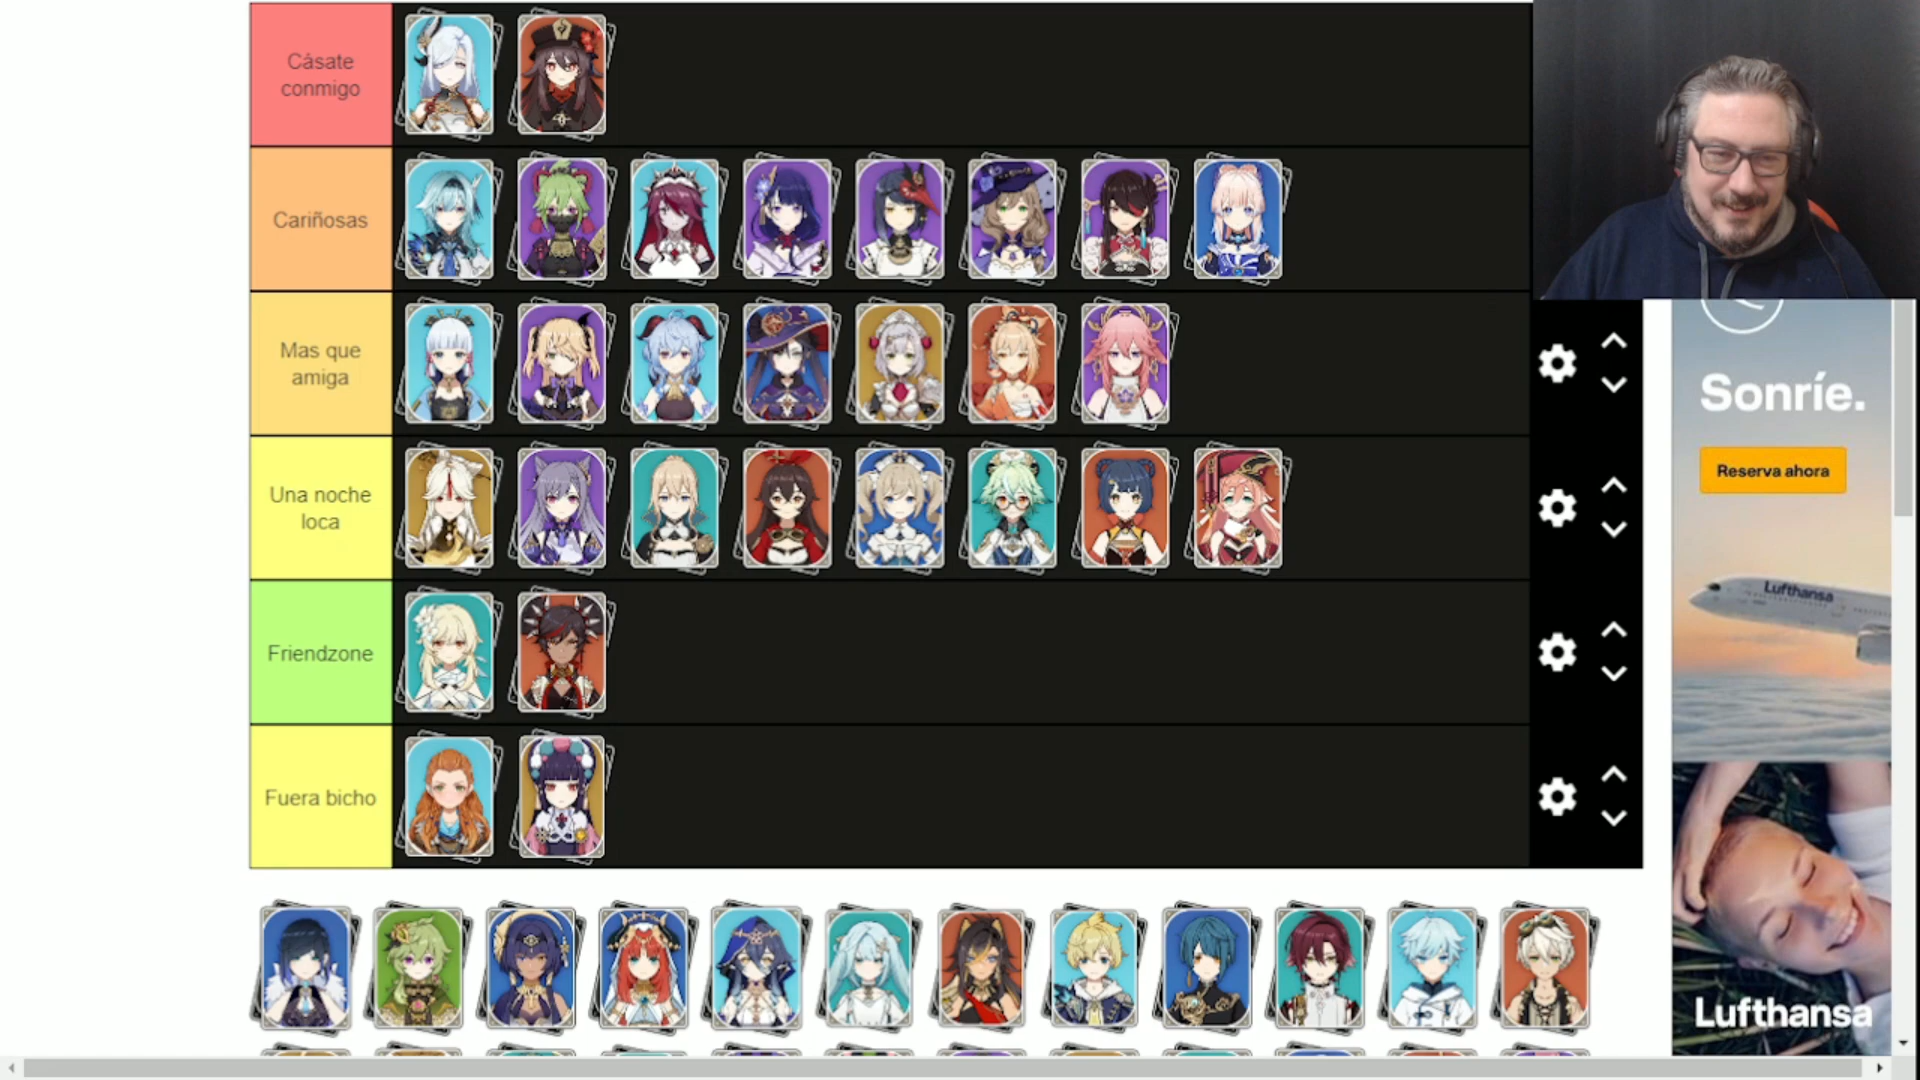 Cásate
conmigo
Cariñosas
Mas que
amiga
Una noche
loca
Friendzone
Fuera bicho
Sonríe.
Reserva ahora
Lufthansa
Lufthansa